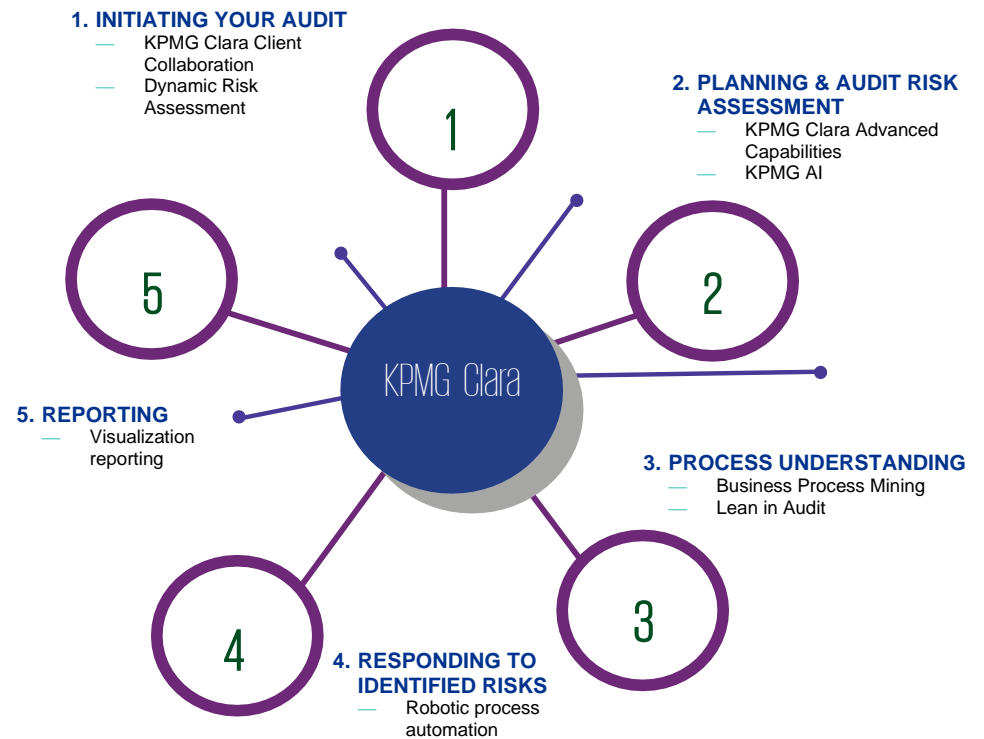 1. INITIATING YOUR AUDIT
— KPMG Clara Client
Collaboration
— Dynamic Risk
Assessment
1
2. PLANNING & AUDIT RISK
ASSESSMENT
— KPMG Clara Advanced
Capabilities
— KPMG AI
5
2
KPMG Clara
5. REPORTING
— Visualization
reporting
3. PROCESS UNDERSTANDING
— Business Process Mining
— Lean in Audit
4
3
4. RESPONDING TO
IDENTIFIED RISKS
— Robotic process
automation